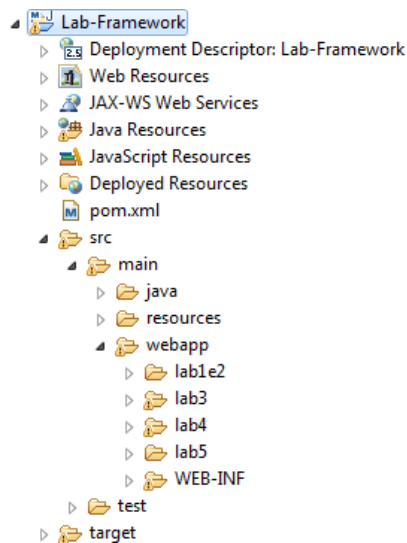 Lab-Framework
Deployment Descriptor: Lab-Framework
Web Resources
JAX-WS Web Services
Java Resources
JavaScript Resources
Deployed Resources
pom.xml
src
main
java
resources
webapp
lab1e2
lab3
lab4
lab5
WEB-INF
test
target